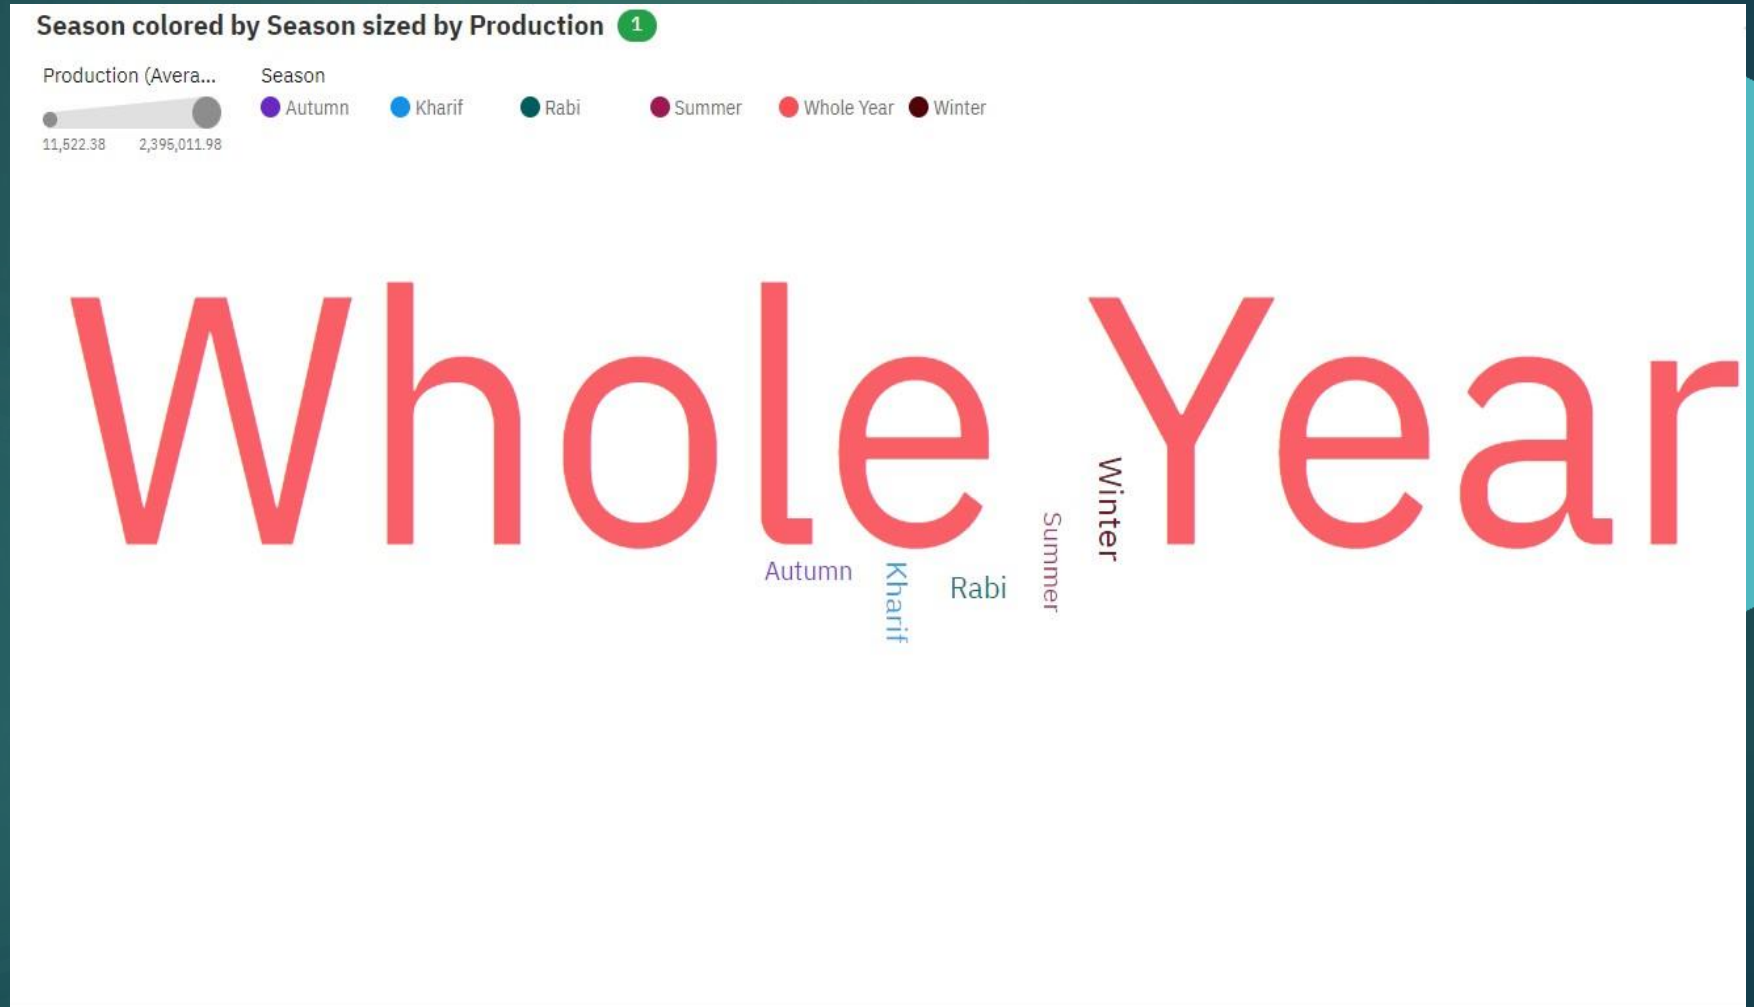 Season colored by Season sized by Production 1
Production (Avera... Season
Autumn Kharif Rabi Summer Whole Year Winter
11,522.38 2,395,011.98
Whole Year
Winter
Summer
Autumn
Kharif
Rabi